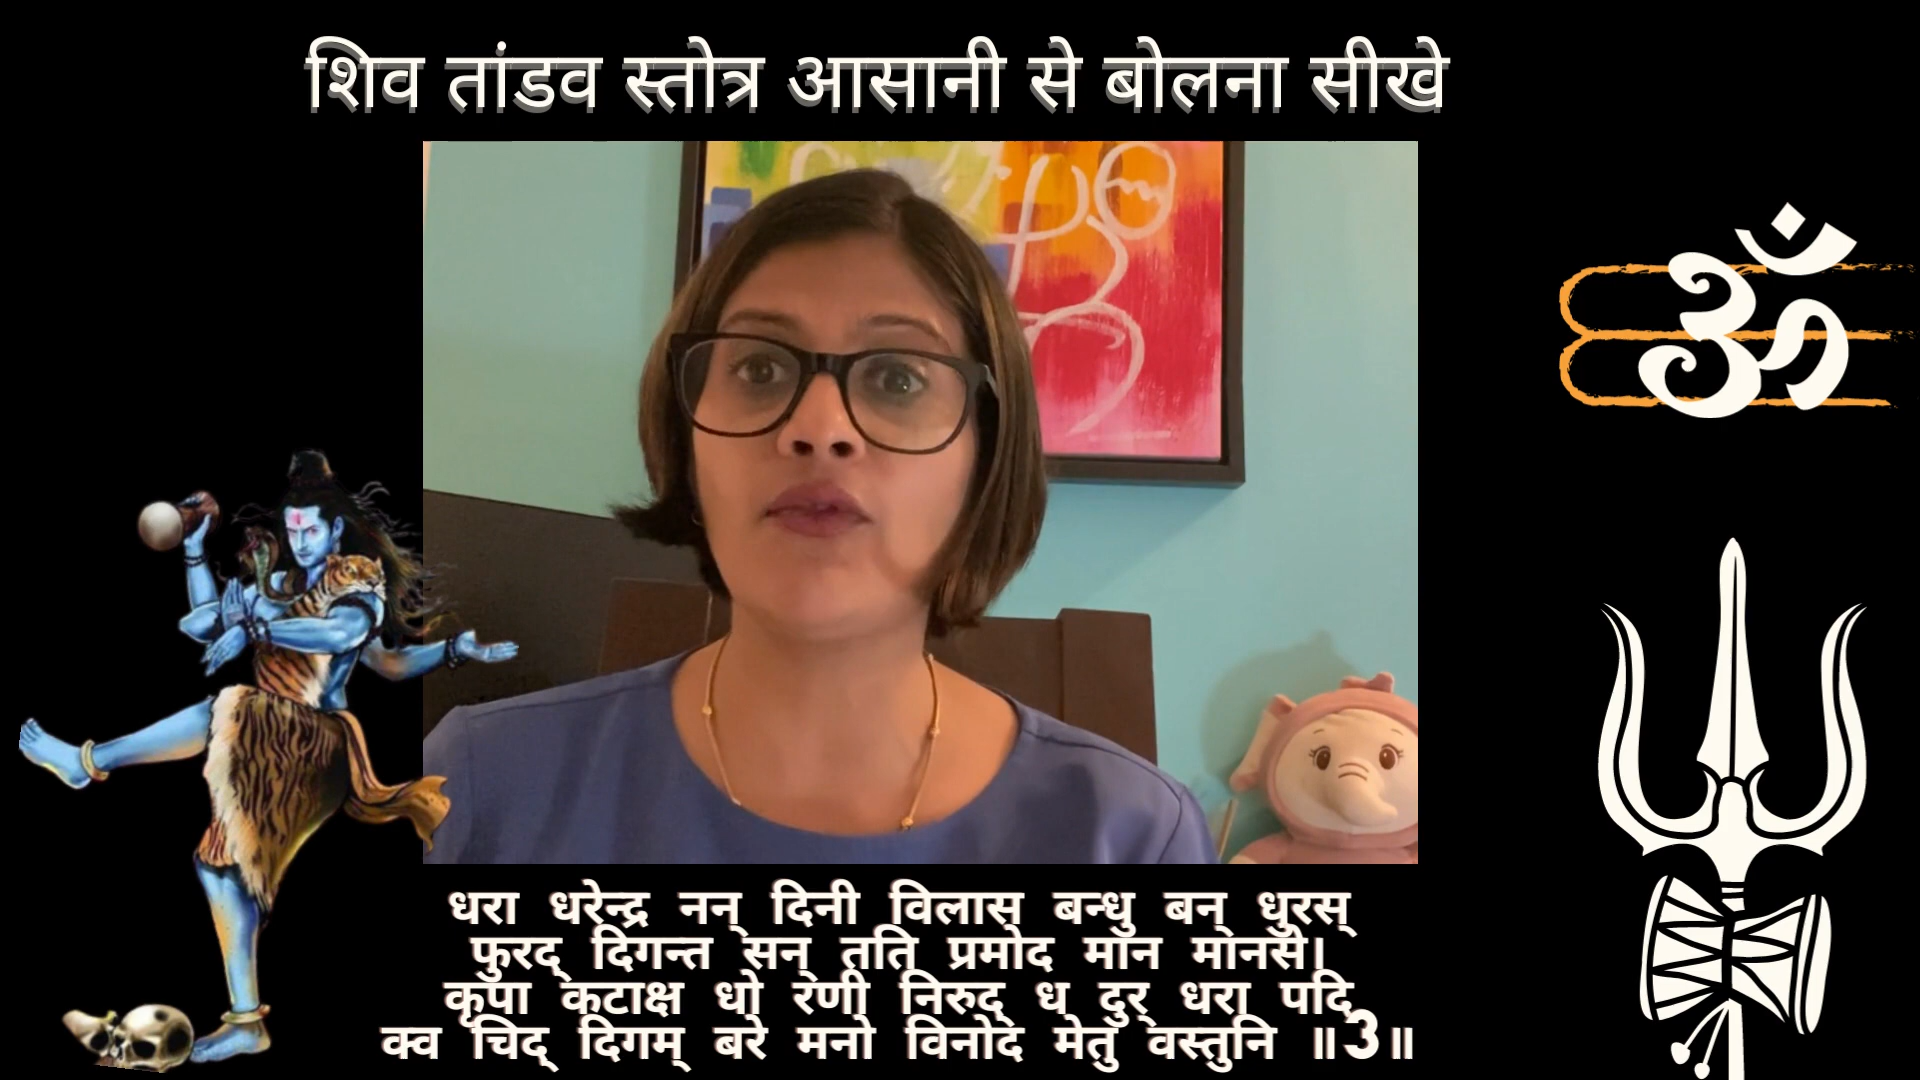 शिव तांडव स्तोत्र आसानी से बोलना सीखे
ॐ
धरा धरेन्द्र नन् दिनी विलास बन्धु बन् धुरस्
फुरद् दिगन्त सन् तति प्रमोद मान मानसे।
कृपा कटाक्ष धो रणी निरुद् ध दुर् धरा पदि
क्व चिद् दिगम् बरे मनो विनोद मेतु वस्तुनि ॥3॥